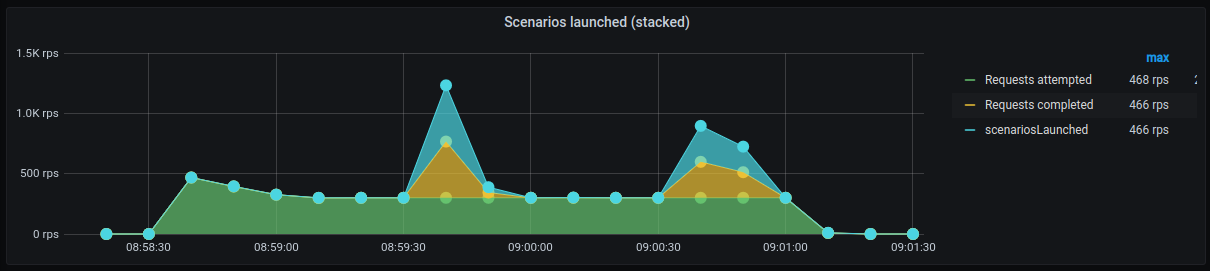 Scenarios launched (stacked)
1.5K rps
1.0K rps
500 rps
0 rps
08:58:30 08:59:00 08:59:30 09:00:00 09:00:30 09:01:00 09:01:30
max
Requests attempted 468 rps
Requests completed 466 rps
scenariosLaunched 466 rps